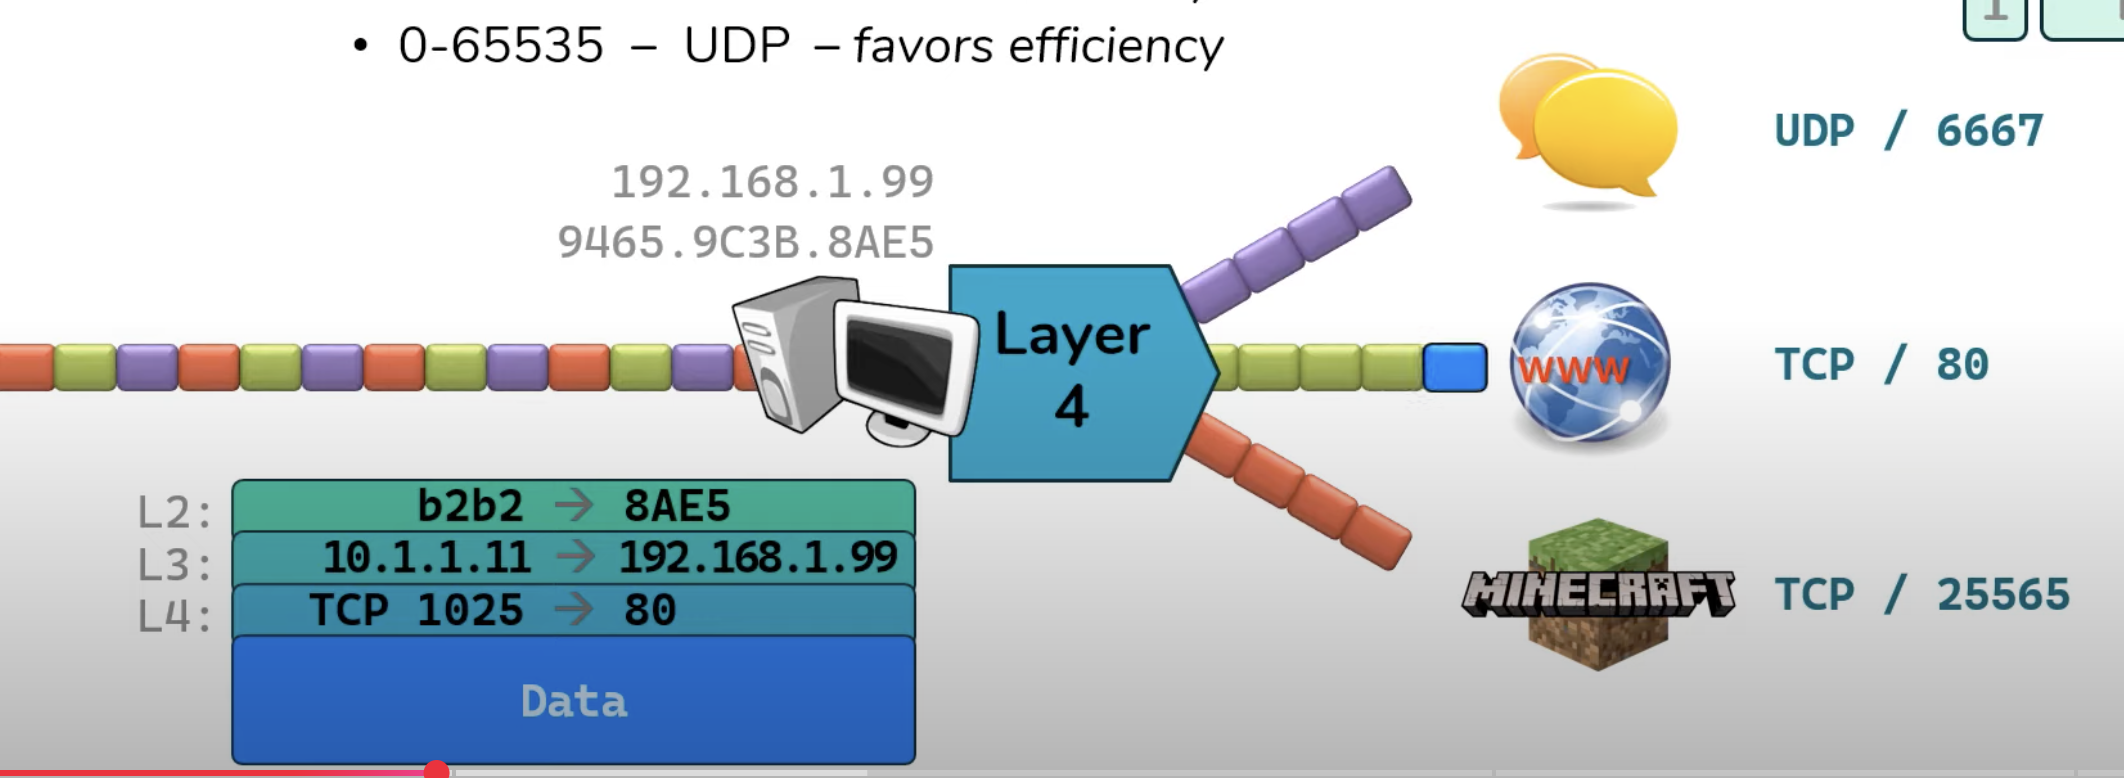 • 0-65535 – UDP – favors efficiency
UDP / 6667
192.168.1.99
9465.9C3B.8AE5
Layer
4
www
TCP / 80
L2: b2b2 → 8AE5
L3: 10.1.1.11 → 192.168.1.99
L4: TCP 1025 → 80
MINECRAFT
TCP / 25565
Data